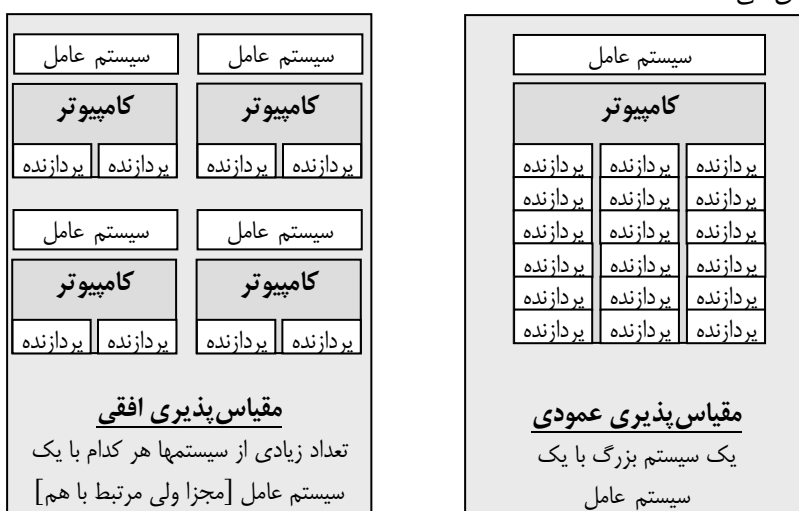 سیستم عامل
کامپیوتر
پردازنده پردازنده پردازنده
پردازنده پردازنده پردازنده
پردازنده پردازنده پردازنده
پردازنده پردازنده پردازنده
پردازنده پردازنده پردازنده
پردازنده پردازنده پردازنده
مقیاس‌پذیری عمودی
یک سیستم بزرگ با یک
سیستم عامل
سیستم عامل سیستم عامل
کامپیوتر کامپیوتر
پردازنده پردازنده پردازنده پردازنده
سیستم عامل سیستم عامل
کامپیوتر کامپیوتر
پردازنده پردازنده پردازنده پردازنده
مقیاس‌پذیری افقی
تعداد زیادی از سیستمها هر کدام با یک
سیستم عامل [مجزا ولی مرتبط با هم]